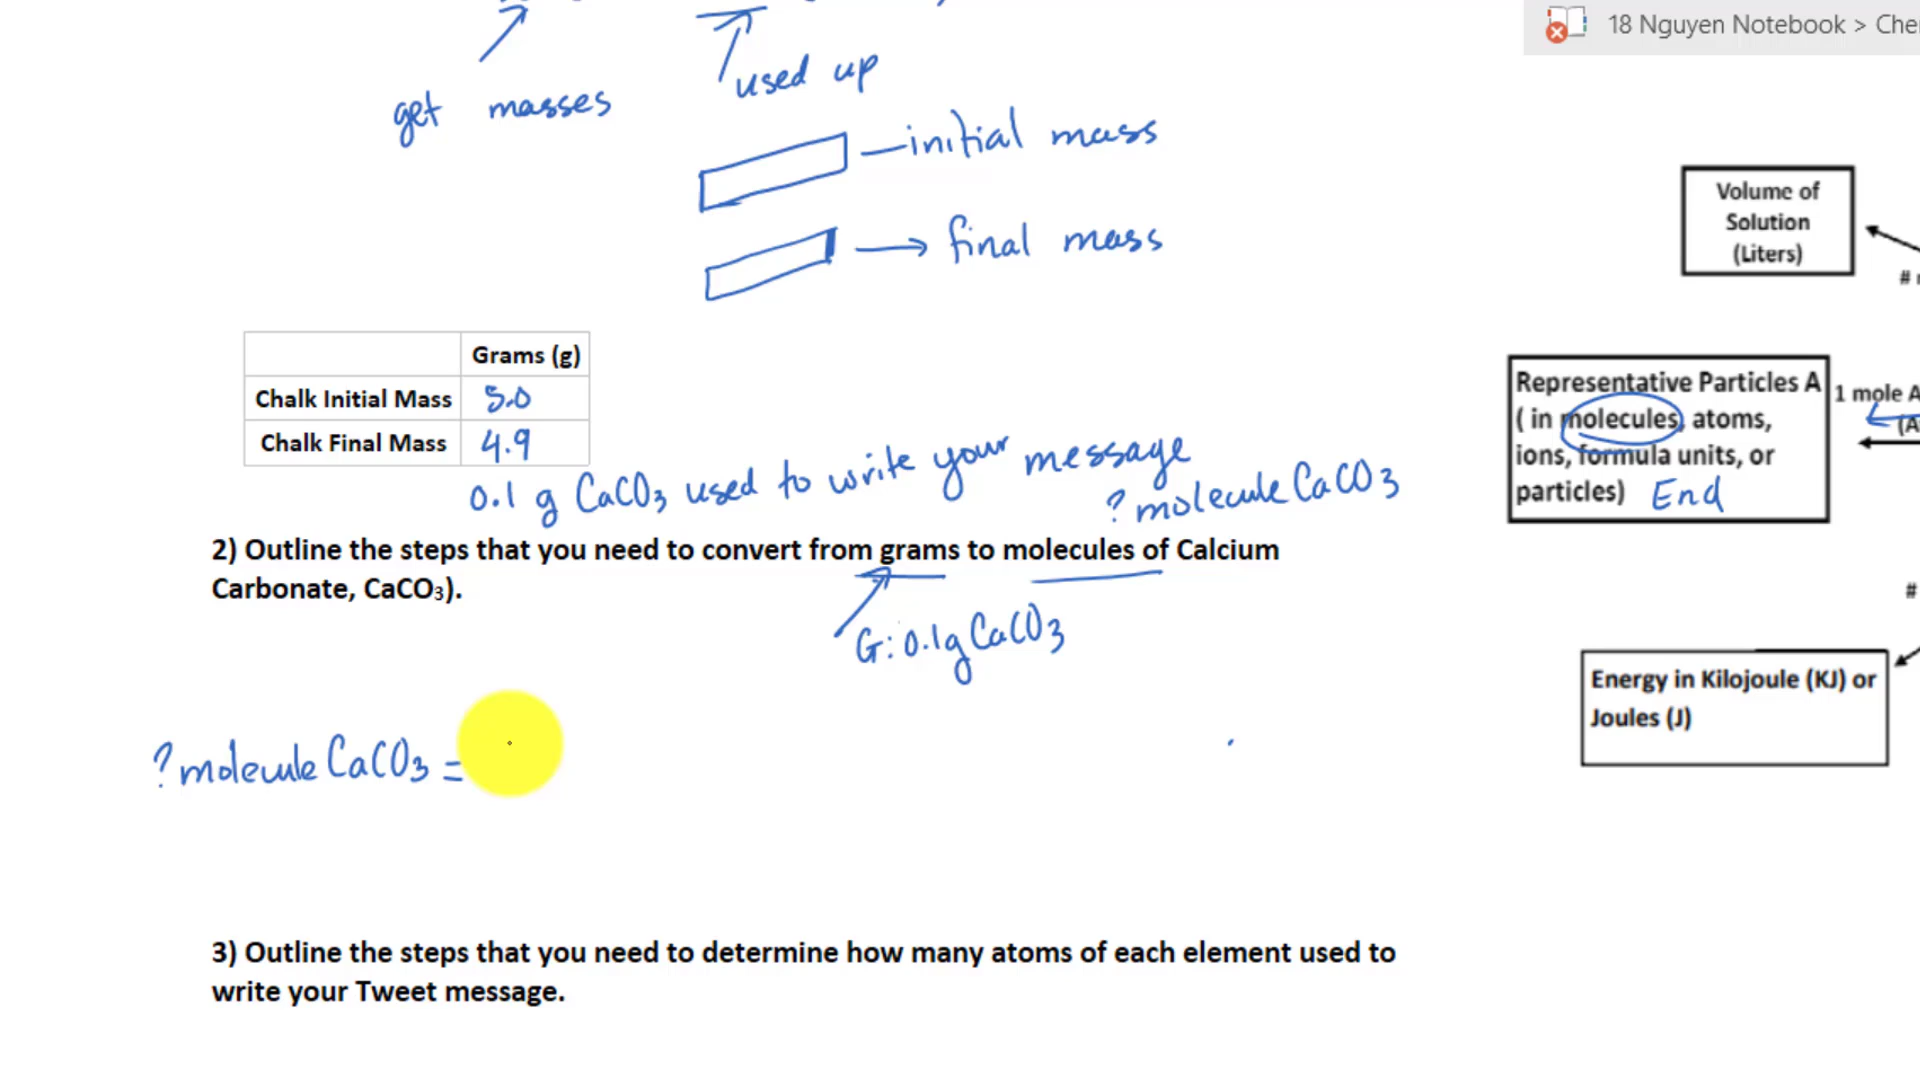 18 Nguyen Notebook > Che
get masses
used up
initial mass
final mass
Volume of
Solution
(Liters)
#
Grams (g)
Chalk Initial Mass 5.0
Chalk Final Mass 4.9
0.1 g CaCO3 used to write your message
? molecule CaCO3
Representative Particles A
( in molecules, atoms,
ions, formula units, or
particles) End
1 mole A
(A
2) Outline the steps that you need to convert from grams to molecules of Calcium
Carbonate, CaCO₃).
G: 0.1g CaCO3
#
Energy in Kilojoule (KJ) or
Joules (J)
? molecule CaCO3 =
3) Outline the steps that you need to determine how many atoms of each element used to
write your Tweet message.